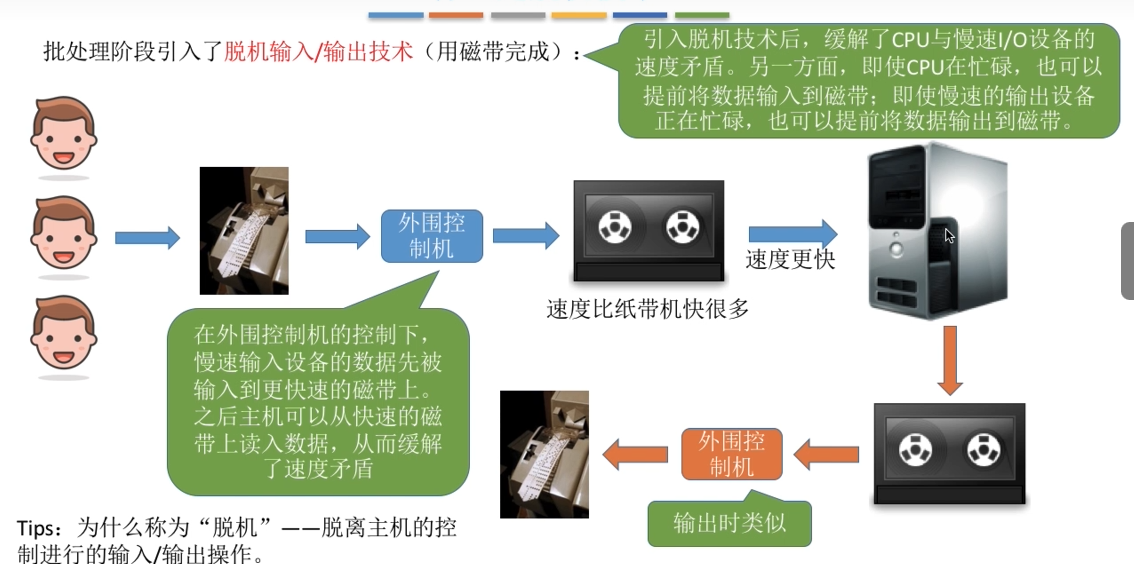 批处理阶段引入了脱机输入/输出技术（用磁带完成）：
引入脱机技术后，缓解了CPU与慢速I/O设备的
速度矛盾。另一方面，即使CPU在忙碌，也可以
提前将数据输入到磁带；即使慢速的输出设备
正在忙碌，也可以提前将数据输出到磁带。
外围控
制机
速度更快
速度比纸带机快很多
在外围控制机的控制下，
慢速输入设备的数据先被
输入到更快速的磁带上。
之后主机可以从快速的磁
带上读入数据，从而缓解
了速度矛盾
外围控
制机
输出时类似
Tips：为什么称为“脱机”——脱离主机的控
制进行的输入/输出操作。